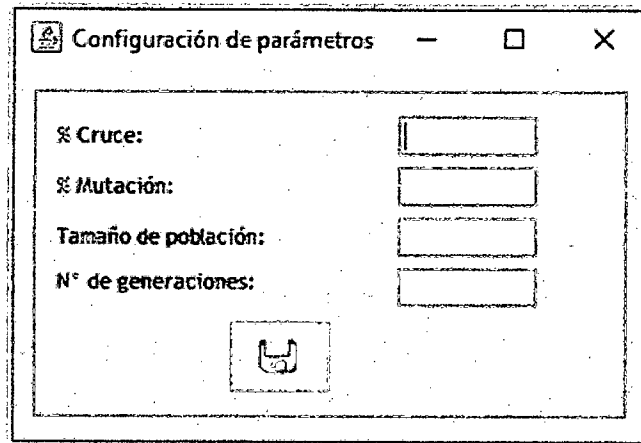 Configuración de parámetros
% Cruce:
% Mutación:
Tamaño de población:
N° de generaciones: